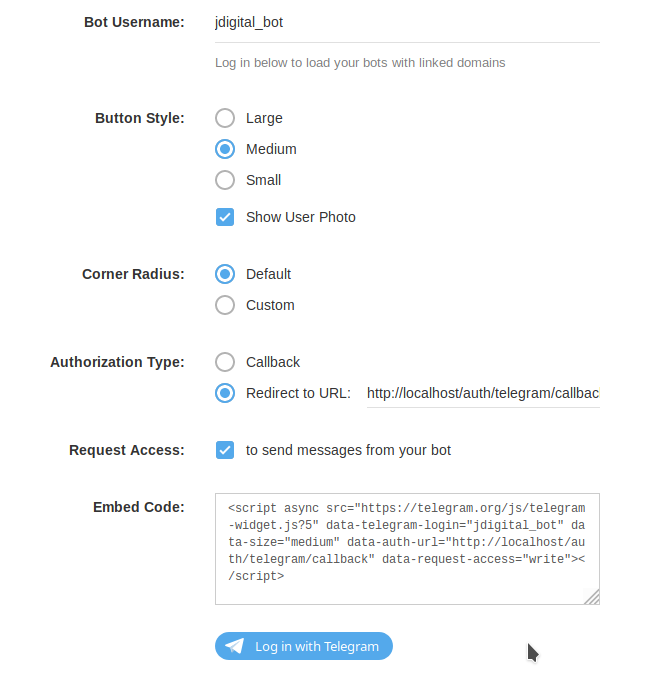 Bot Username: jdigital_bot
Log in below to load your bots with linked domains
Button Style: Large
Medium
Small
Show User Photo
Corner Radius: Default
Custom
Authorization Type: Callback
Redirect to URL: http://localhost/auth/telegram/callbac
Request Access: to send messages from your bot
Embed Code: <script async src="https://telegram.org/js/telegram
-widget.js?5" data-telegram-login="jdigital_bot" da
ta-size="medium" data-auth-url="http://localhost/au
th/telegram/callback" data-request-access="write"><
/script>
Log in with Telegram